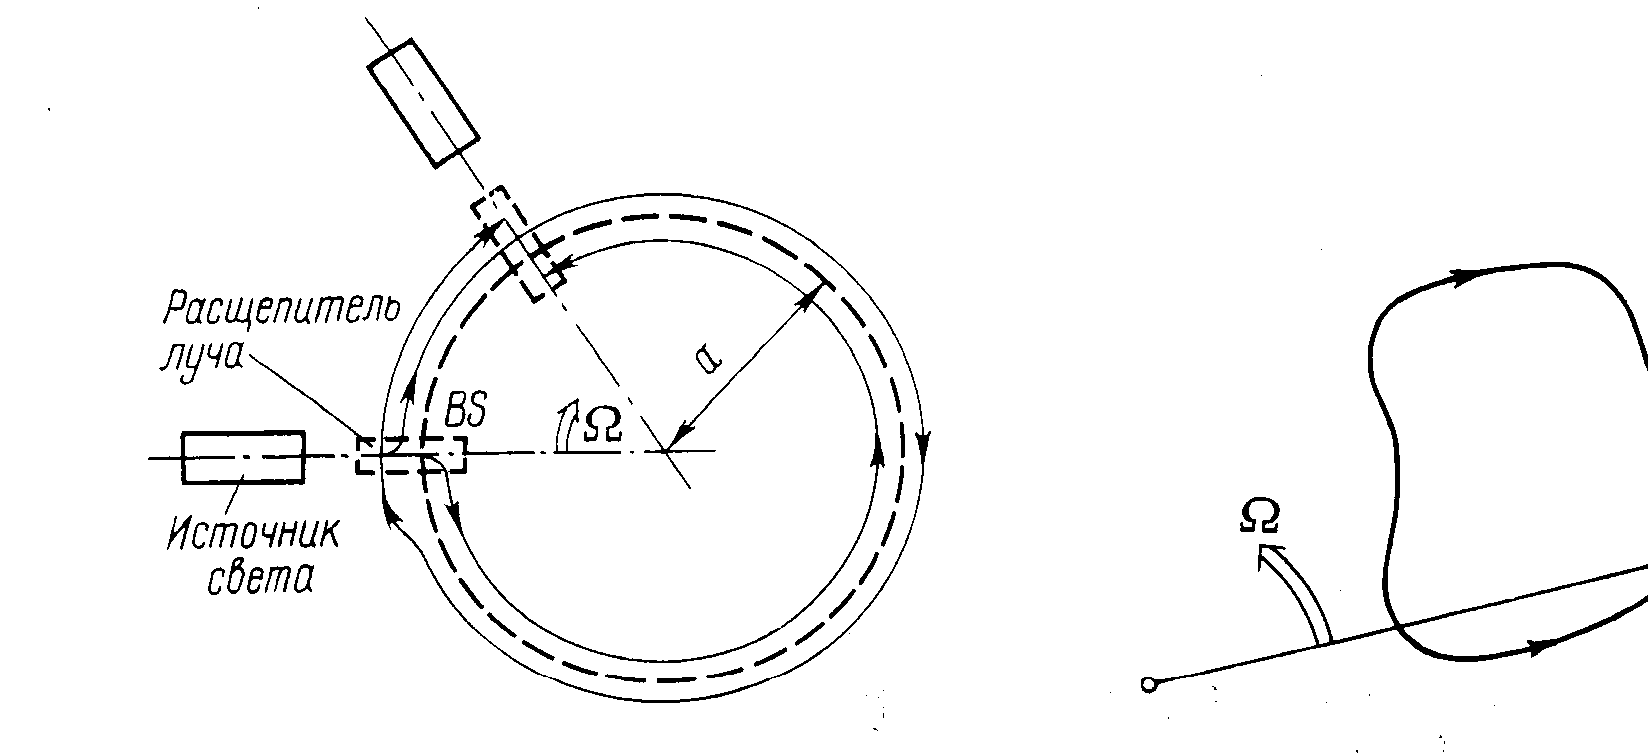 Расщепитель
луча
BS
Ω
a
Источник
света
Ω